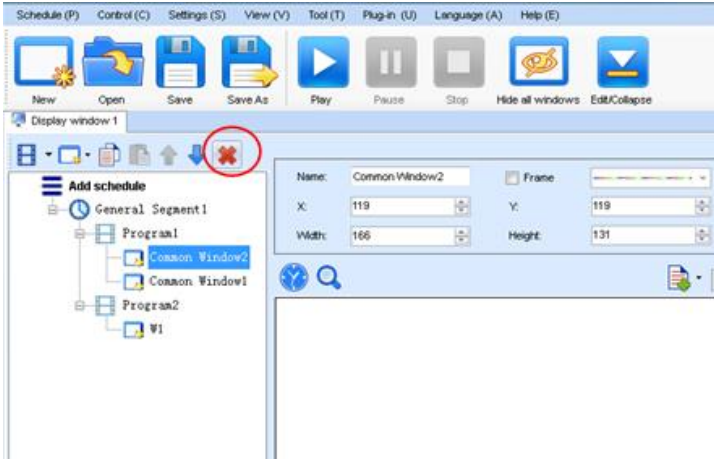 Schedule (P) Control (C) Settings (S) View (V) Tool (T) Plug-in (U) Language (A) Help (E)
New Open Save Save As Play Pause Stop Hide all windows Edit/Collapse
Display window 1
Add schedule
General Segment1
Program1
Common Window2
Common Window1
Program2
W1
Name: Common Window2 Frame
X: 119 Y: 119
Width: 166 Height: 131